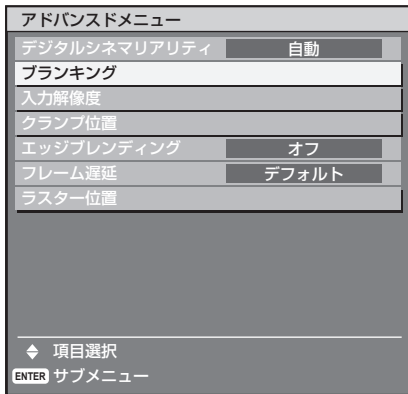 アドバンスドメニュー
デジタルシネマリアリティ 自動
ブランキング
入力解像度
クランプ位置
エッジブレンディング オフ
フレーム遅延 デフォルト
ラスター位置
項目選択
ENTER サブメニュー